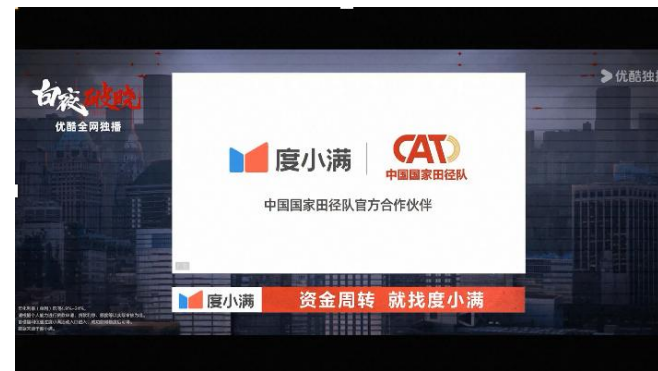 白夜破晓
优酷全网独播
优酷独
度小满
CAT
中国国家田径队
中国国家田径队官方合作伙伴
度小满
资金周转 就找度小满